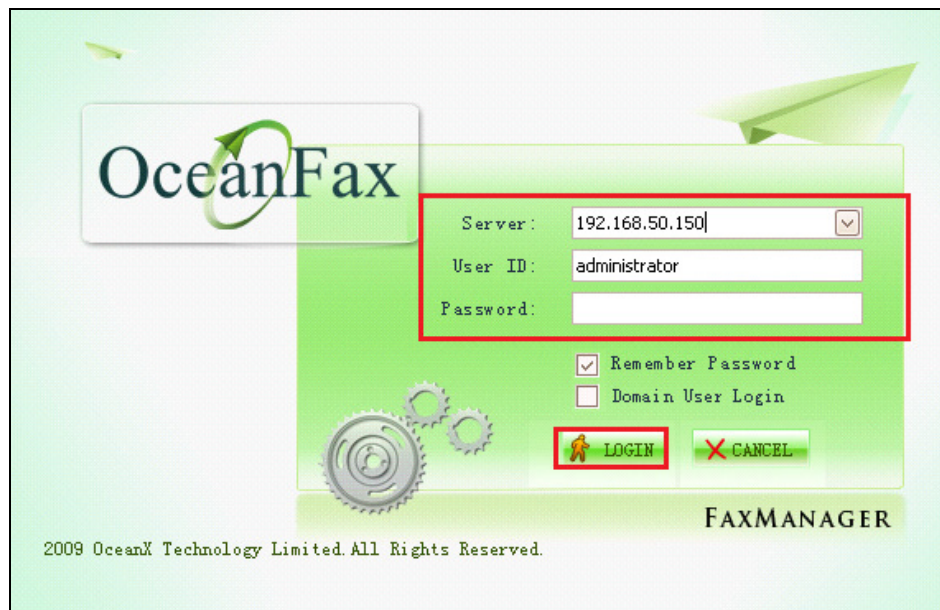 OceanFax
Server: 192.168.50.150
User ID: administrator
Password:
Remember Password
Domain User Login
LOGIN CANCEL
FAXMANAGER
2009 OceanX Technology Limited.All Rights Reserved.